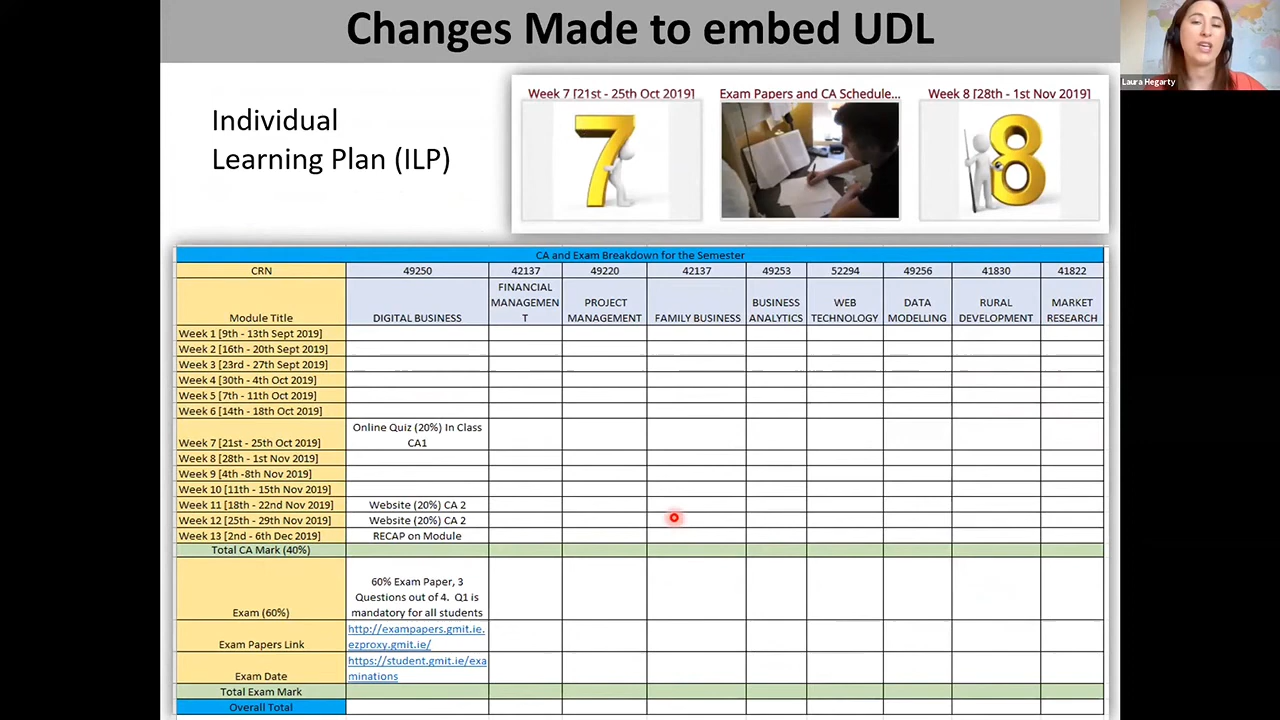 Changes Made to embed UDL
Laura Hegarty
Individual
Learning Plan (ILP)
Week 7 [21st - 25th Oct 2019]
Exam Papers and CA Schedule...
Week 8 [28th - 1st Nov 2019]
7
8
CA and Exam Breakdown for the Semester
CRN 49250 42137 49220 42137 49253 52294 49256 41830 41822
Module Title
DIGITAL BUSINESS
FINANCIAL
MANAGEMEN
T
PROJECT
MANAGEMENT
FAMILY BUSINESS
BUSINESS
ANALYTICS
WEB
TECHNOLOGY
DATA
MODELLING
RURAL
DEVELOPMENT
MARKET
RESEARCH
Week 1 [9th - 13th Sept 2019]
Week 2 [16th - 20th Sept 2019]
Week 3 [23rd - 27th Sept 2019]
Week 4 [30th - 4th Oct 2019]
Week 5 [7th - 11th Oct 2019]
Week 6 [14th - 18th Oct 2019]
Week 7 [21st - 25th Oct 2019]
Online Quiz (20%) In Class
CA1
Week 8 [28th - 1st Nov 2019]
Week 9 [4th -8th Nov 2019]
Week 10 [11th - 15th Nov 2019]
Week 11 [18th - 22nd Nov 2019] Website (20%) CA 2
Week 12 [25th - 29th Nov 2019] Website (20%) CA 2
Week 13 [2nd - 6th Dec 2019] RECAP on Module
Total CA Mark (40%)
Exam (60%)
60% Exam Paper, 3
Questions out of 4. Q1 is
mandatory for all students
Exam Papers Link
http://exampapers.gmit.ie.
ezproxy.gmit.ie/
Exam Date
https://student.gmit.ie/exa
minations
Total Exam Mark
Overall Total